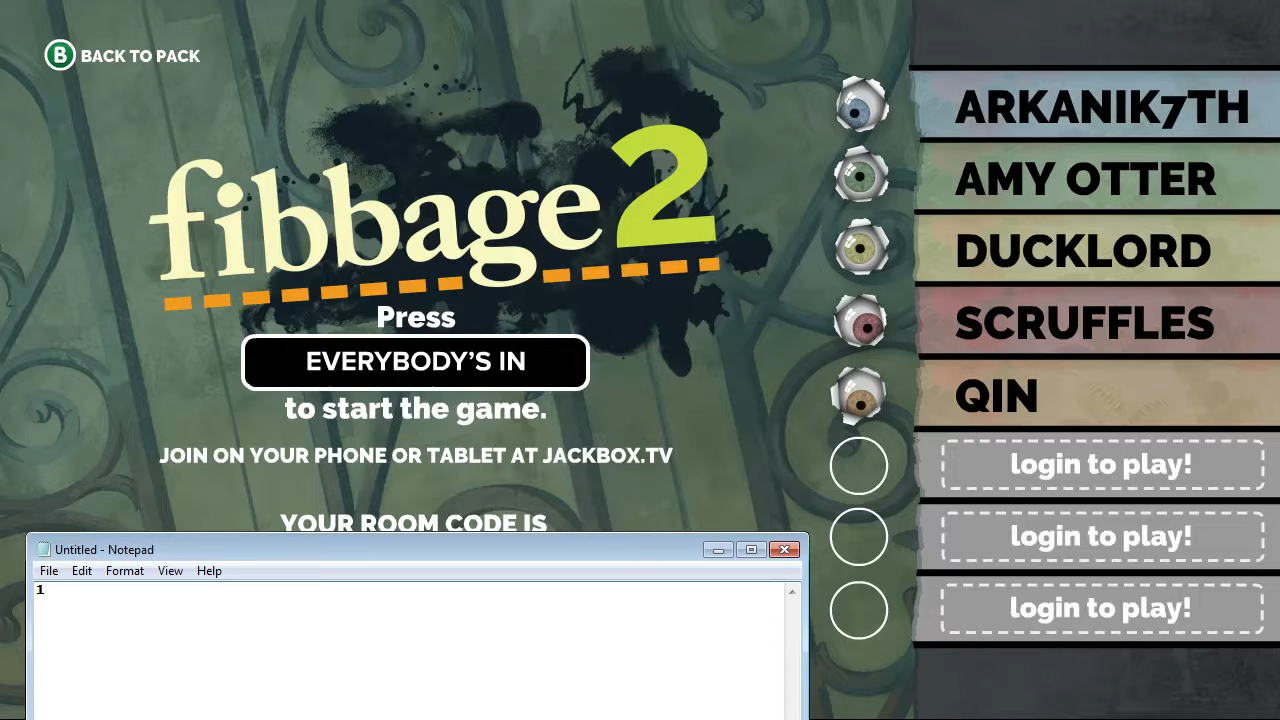 B BACK TO PACK
fibbage 2
Press
EVERYBODY'S IN
to start the game.
JOIN ON YOUR PHONE OR TABLET AT JACKBOX.TV
YOUR ROOM CODE IS
ARKANIK7TH
AMY OTTER
DUCKLORD
SCRUFFLES
QIN
login to play!
login to play!
login to play!
Untitled - Notepad
File Edit Format View Help
1